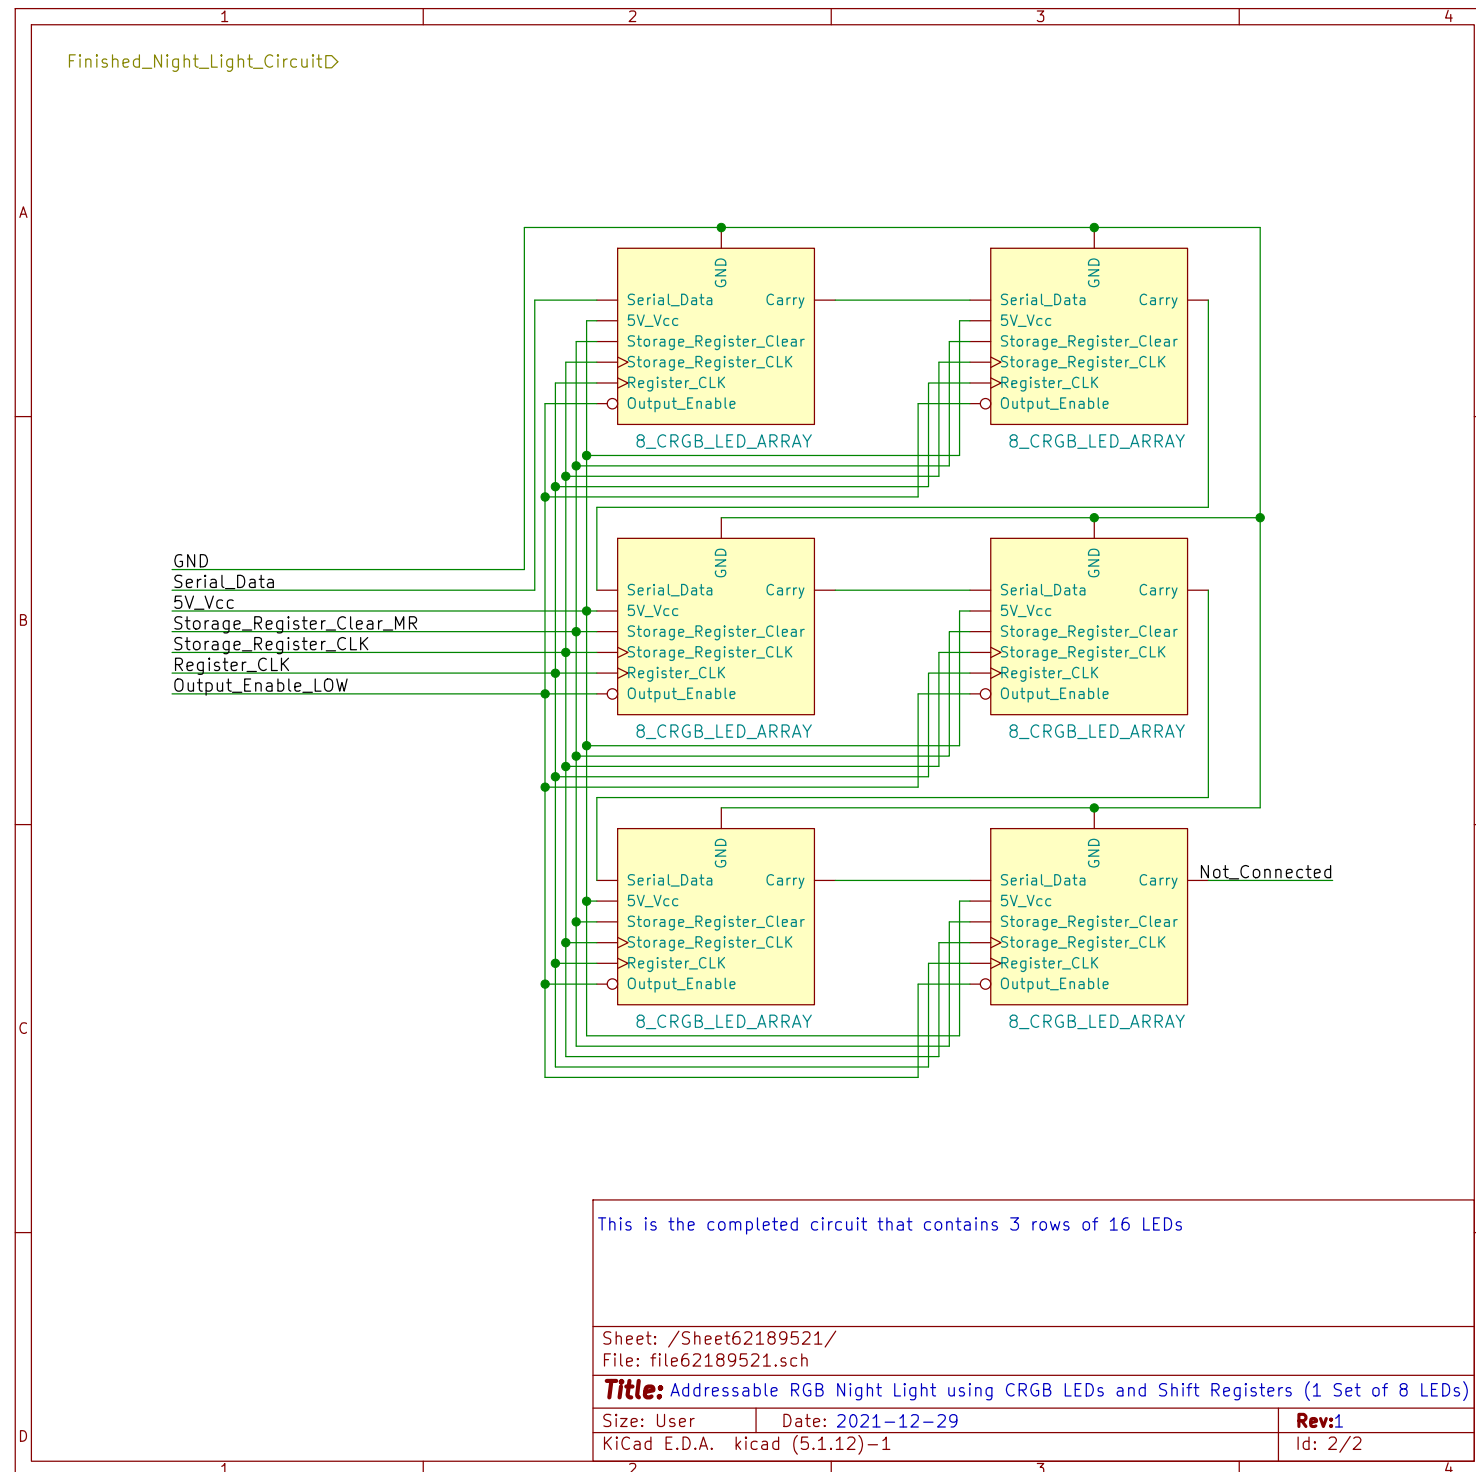 1 2 3 4
Finished_Night_Light_Circuit
A
GND GND
Serial_Data Carry Serial_Data Carry
5V_Vcc 5V_Vcc
Storage_Register_Clear Storage_Register_Clear
Storage_Register_CLK Storage_Register_CLK
Register_CLK Register_CLK
Output_Enable Output_Enable
8_CRGB_LED_ARRAY 8_CRGB_LED_ARRAY
GND
Serial_Data
5V_Vcc
Storage_Register_Clear_MR
Storage_Register_CLK
Register_CLK
Output_Enable_LOW
B
GND GND
Serial_Data Carry Serial_Data Carry
5V_Vcc 5V_Vcc
Storage_Register_Clear Storage_Register_Clear
Storage_Register_CLK Storage_Register_CLK
Register_CLK Register_CLK
Output_Enable Output_Enable
8_CRGB_LED_ARRAY 8_CRGB_LED_ARRAY
GND GND
Serial_Data Carry Serial_Data Carry Not_Connected
5V_Vcc 5V_Vcc
Storage_Register_Clear Storage_Register_Clear
Storage_Register_CLK Storage_Register_CLK
Register_CLK Register_CLK
Output_Enable Output_Enable
8_CRGB_LED_ARRAY 8_CRGB_LED_ARRAY
C
This is the completed circuit that contains 3 rows of 16 LEDs
Sheet: /Sheet62189521/
File: file62189521.sch
Title: Addressable RGB Night Light using CRGB LEDs and Shift Registers (1 Set of 8 LEDs)
Size: User Date: 2021-12-29 Rev:1
KiCad E.D.A. kicad (5.1.12)-1 Id: 2/2
D
1 2 3 4